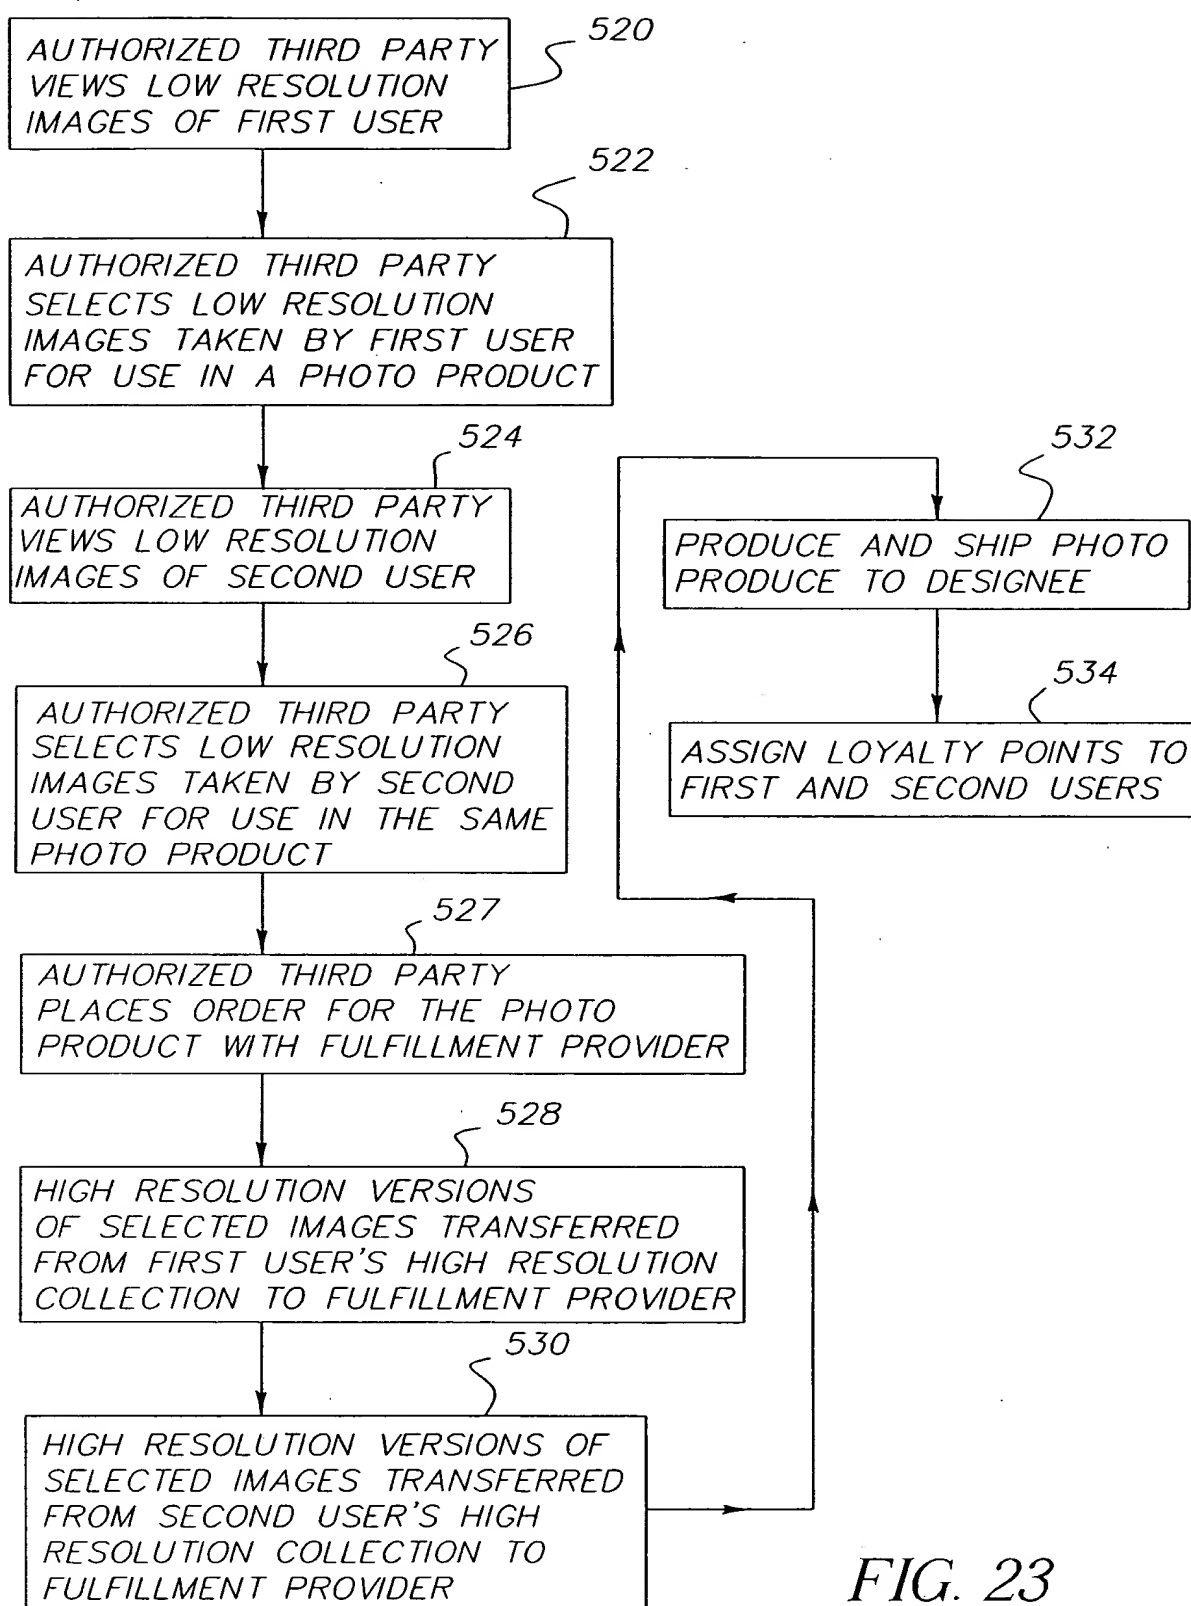 520
AUTHORIZED THIRD PARTY
VIEWS LOW RESOLUTION
IMAGES OF FIRST USER
522
AUTHORIZED THIRD PARTY
SELECTS LOW RESOLUTION
IMAGES TAKEN BY FIRST USER
FOR USE IN A PHOTO PRODUCT
524
AUTHORIZED THIRD PARTY
VIEWS LOW RESOLUTION
IMAGES OF SECOND USER
526
AUTHORIZED THIRD PARTY
SELECTS LOW RESOLUTION
IMAGES TAKEN BY SECOND
USER FOR USE IN THE SAME
PHOTO PRODUCT
527
AUTHORIZED THIRD PARTY
PLACES ORDER FOR THE PHOTO
PRODUCT WITH FULFILLMENT PROVIDER
528
HIGH RESOLUTION VERSIONS
OF SELECTED IMAGES TRANSFERRED
FROM FIRST USER'S HIGH RESOLUTION
COLLECTION TO FULFILLMENT PROVIDER
530
HIGH RESOLUTION VERSIONS OF
SELECTED IMAGES TRANSFERRED
FROM SECOND USER'S HIGH
RESOLUTION COLLECTION TO
FULFILLMENT PROVIDER
532
PRODUCE AND SHIP PHOTO
PRODUCE TO DESIGNEE
534
ASSIGN LOYALTY POINTS TO
FIRST AND SECOND USERS
FIG. 23